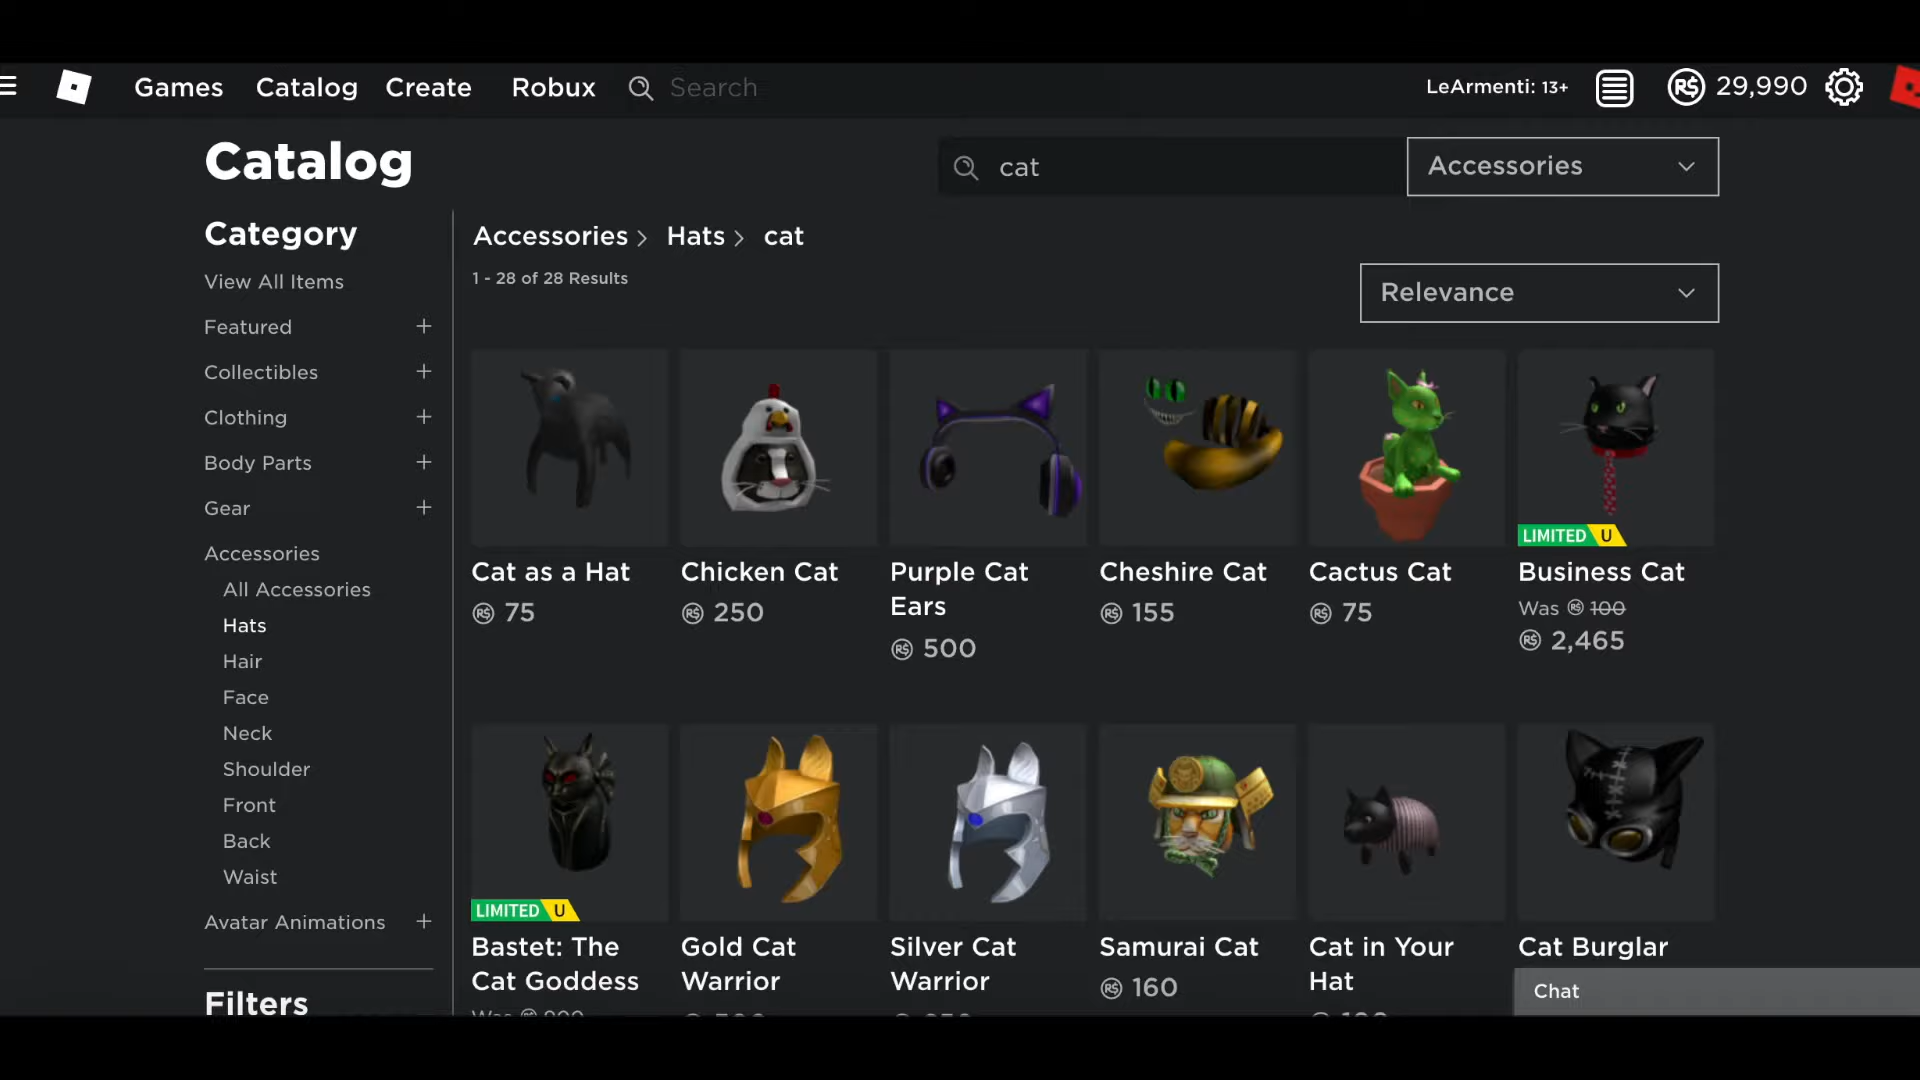 Games Catalog Create Robux Search LeArmenti: 13+ 29,990
Catalog
cat
Accessories
Category
Accessories Hats cat
View All Items
1 - 28 of 28 Results
Relevance
Featured +
Collectibles +
Clothing +
Body Parts +
Gear +
Accessories
All Accessories
Hats
Hair
Face
Neck
Shoulder
Front
Back
Waist
Avatar Animations +
Filters
LIMITED U
Cat as a Hat
75
Chicken Cat
250
Purple Cat
Ears
500
Cheshire Cat
155
Cactus Cat
75
Business Cat
Was 100
2,465
LIMITED U
Bastet: The
Cat Goddess
Gold Cat
Warrior
Silver Cat
Warrior
Samurai Cat
160
Cat in Your
Hat
Cat Burglar
Chat